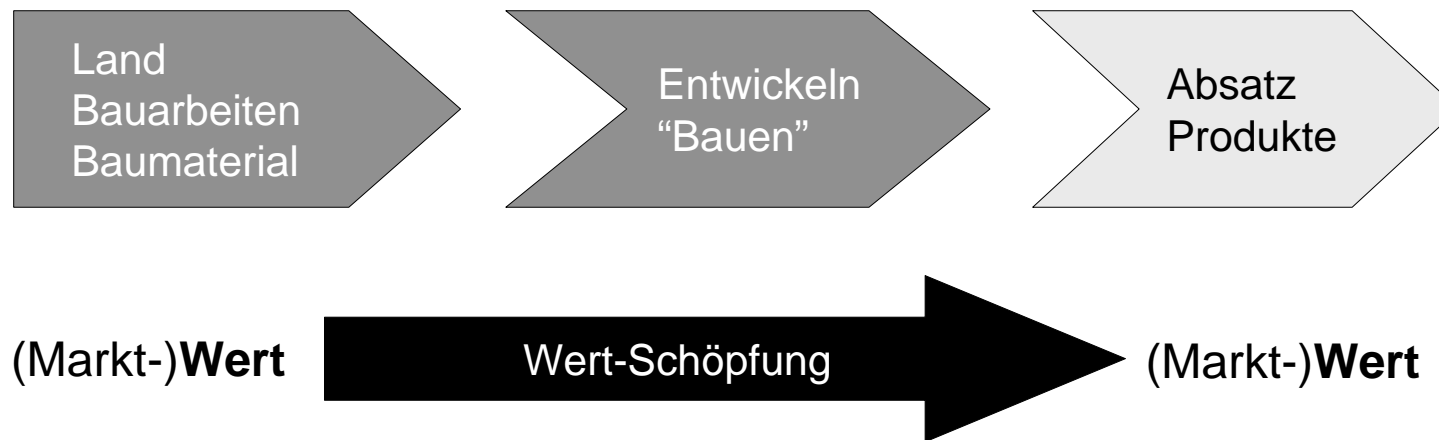 Land
Bauarbeiten
Baumaterial
Entwickeln
“Bauen”
Absatz
Produkte
(Markt-)Wert
Wert-Schöpfung
(Markt-)Wert